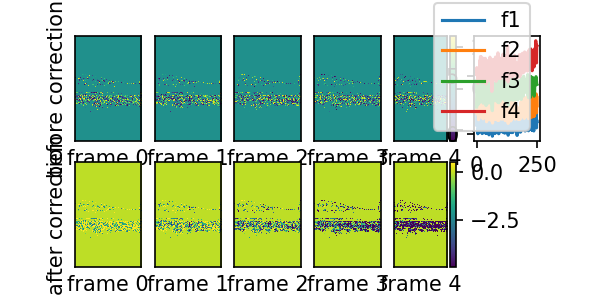 f1
f2
f3
f4
before correction
frame 0
frame 1
frame 2
frame 3
frame 4
0
250
after correction
0.0
−2.5
frame 0
frame 1
frame 2
frame 3
frame 4